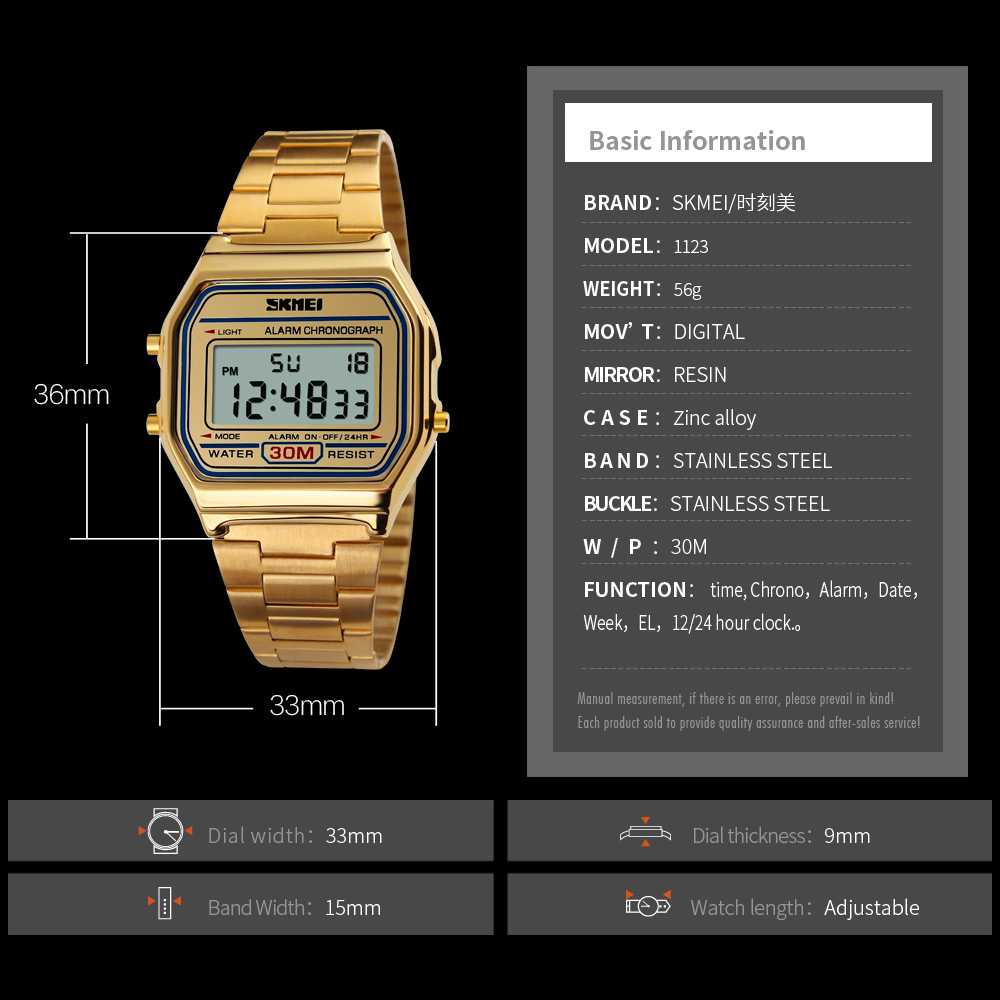 SKMEI
LIGHT
ALARM CHRONOGRAPH
SU 18
PM
12:48 33
MODE
ALARM ON-OFF/24HR
WATER 30M RESIST
36mm
33mm
Basic Information
BRAND： SKMEI/时刻美
MODEL： 1123
WEIGHT： 56g
MOV’T： DIGITAL
MIRROR： RESIN
CASE： Zinc alloy
BAND： STAINLESS STEEL
BUCKLE： STAINLESS STEEL
W/P： 30M
FUNCTION： time, Chrono，Alarm，Date，
Week，EL，12/24 hour clock.。
Manual measurement, if there is an error, please prevail in kind!
Each product sold to provide quality assurance and after-sales service!
Dial width： 33mm
Dial thickness： 9mm
Band Width： 15mm
Watch length： Adjustable